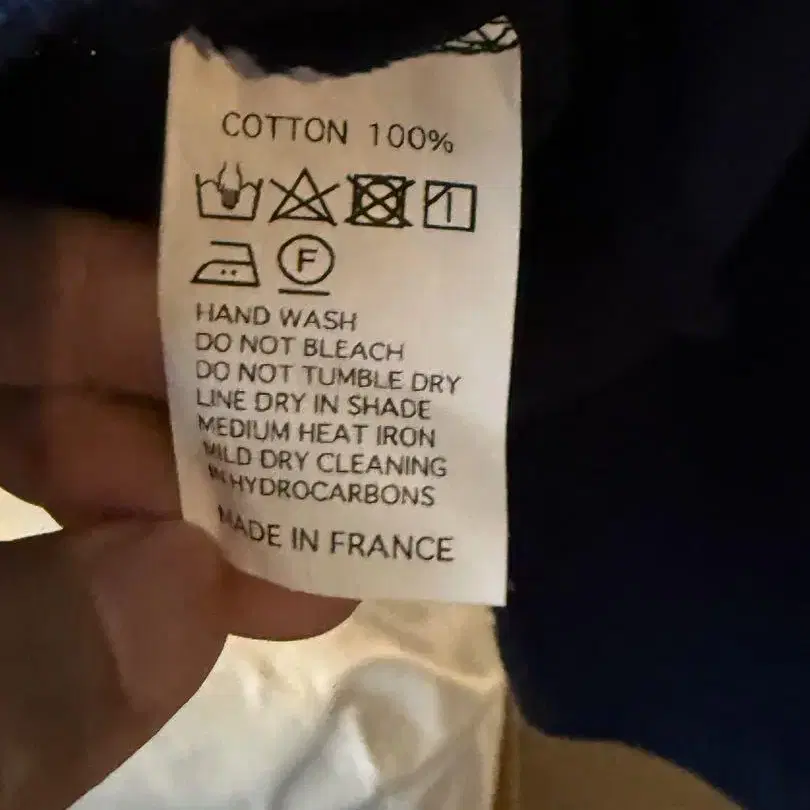 COTTON 100%
F
HAND WASH
DO NOT BLEACH
DO NOT TUMBLE DRY
LINE DRY IN SHADE
MEDIUM HEAT IRON
MILD DRY CLEANING
IN HYDROCARBONS
MADE IN FRANCE